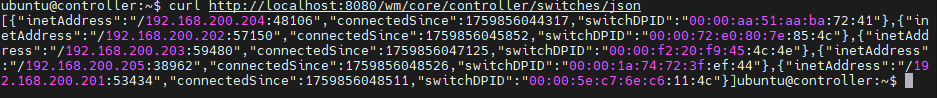 ubuntu@controller:~$ curl http://localhost:8080/wm/core/controller/switches/json
[{"inetAddress":"/192.168.200.204:48106","connectedSince":1759856044317,"switchDPID":"00:00:aa:51:aa:ba:72:41"},{"i
netAddress":"/192.168.200.202:57150","connectedSince":1759856045852,"switchDPID":"00:00:72:e0:80:7e:85:4c"},{"inetAdd
ress":"/192.168.200.203:59480","connectedSince":1759856047125,"switchDPID":"00:00:f2:20:f9:45:4c:4e"},{"inetAddress"
:"/192.168.200.205:38962","connectedSince":1759856048526,"switchDPID":"00:00:1a:74:72:3f:ef:44"},{"inetAddress":"/19
2.168.200.201:53434","connectedSince":1759856048511,"switchDPID":"00:00:5e:c7:6e:c6:11:4c"}]ubuntu@controller:~$